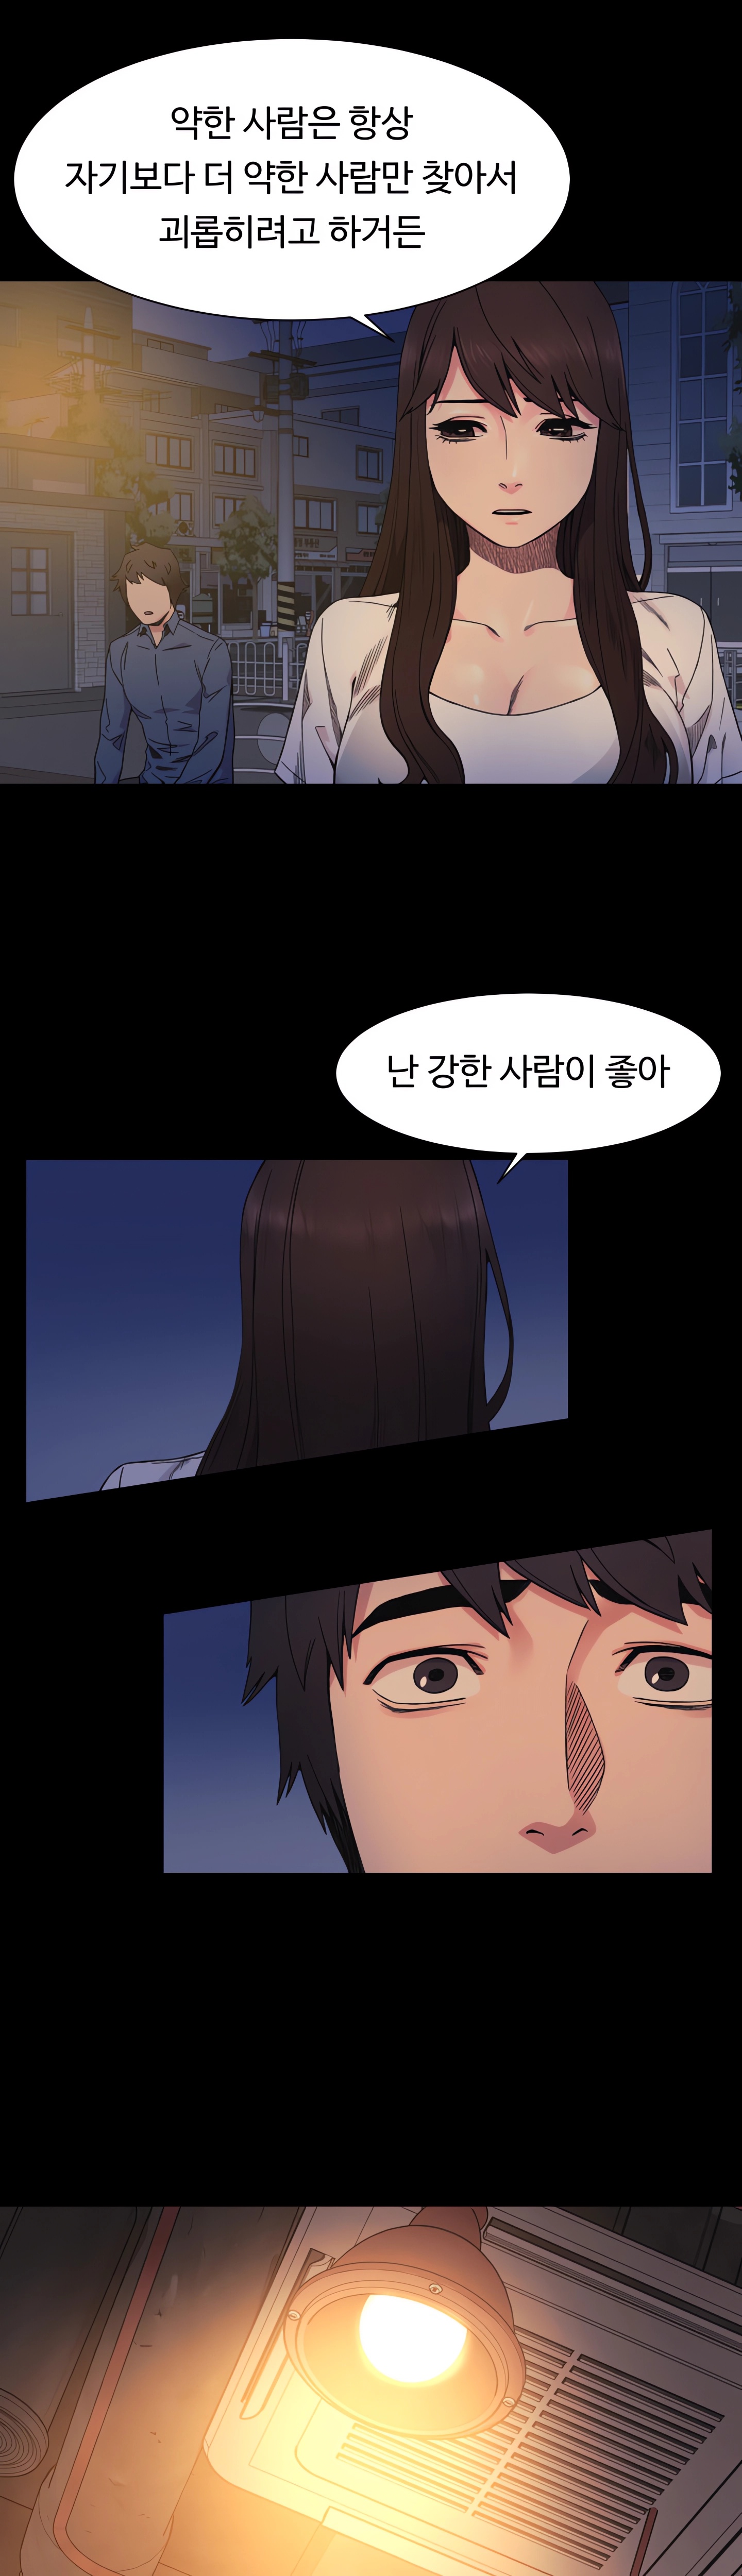 약한 사람은 항상
자기보다 더 약한 사람만 찾아서
괴롭히려고 하거든
난 강한 사람이 좋아